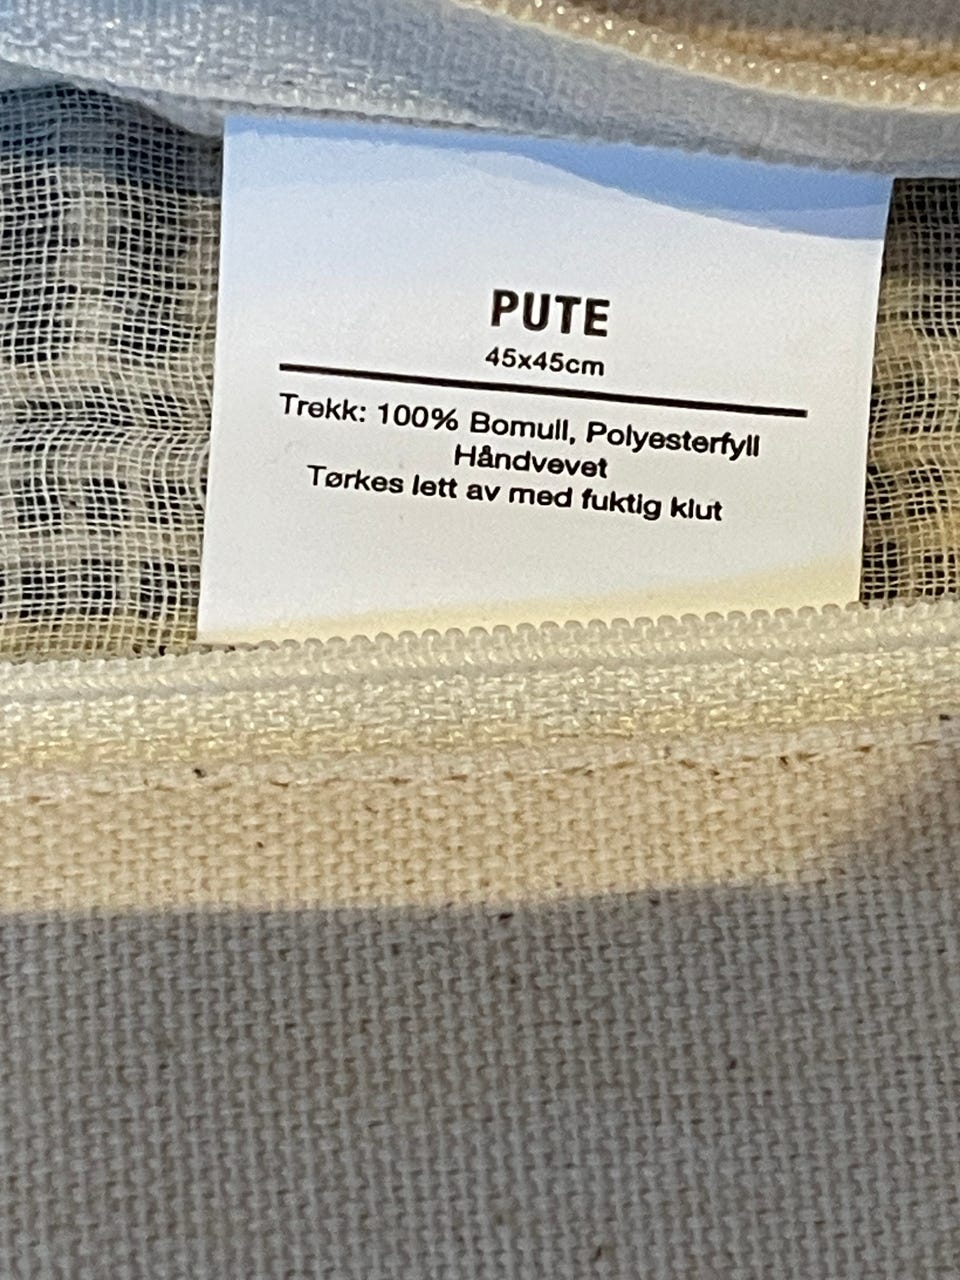 PUTE
45x45cm
Trekk: 100% Bomull, Polyesterfyll
Håndvevet
Tørkes lett av med fuktig klut